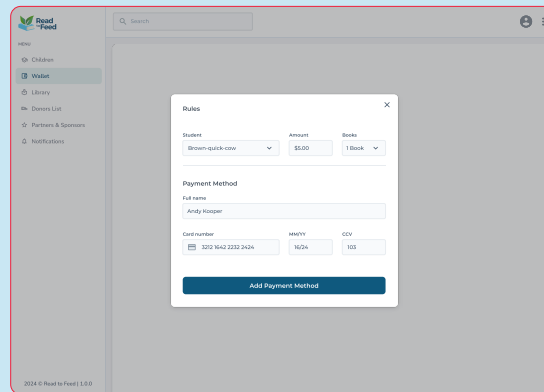 Read
to Feed
Search
MENU
Children
Wallet
Library
Donors List
Partners & Sponsors
Notifications
Rules
Student
Amount
Books
Brown-quick-cow
$5.00
1 Book
Payment Method
Full name
Andy Kooper
Card number
MM/YY
CCV
3212 1642 2232 2424
16/24
103
Add Payment Method
2024 © Read to Feed | 1.0.0